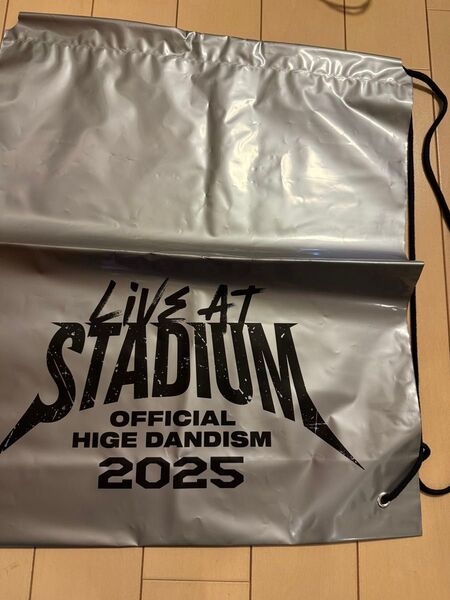 LiVE AT
STADIUM
OFFICIAL
HIGE DANDISM
2025